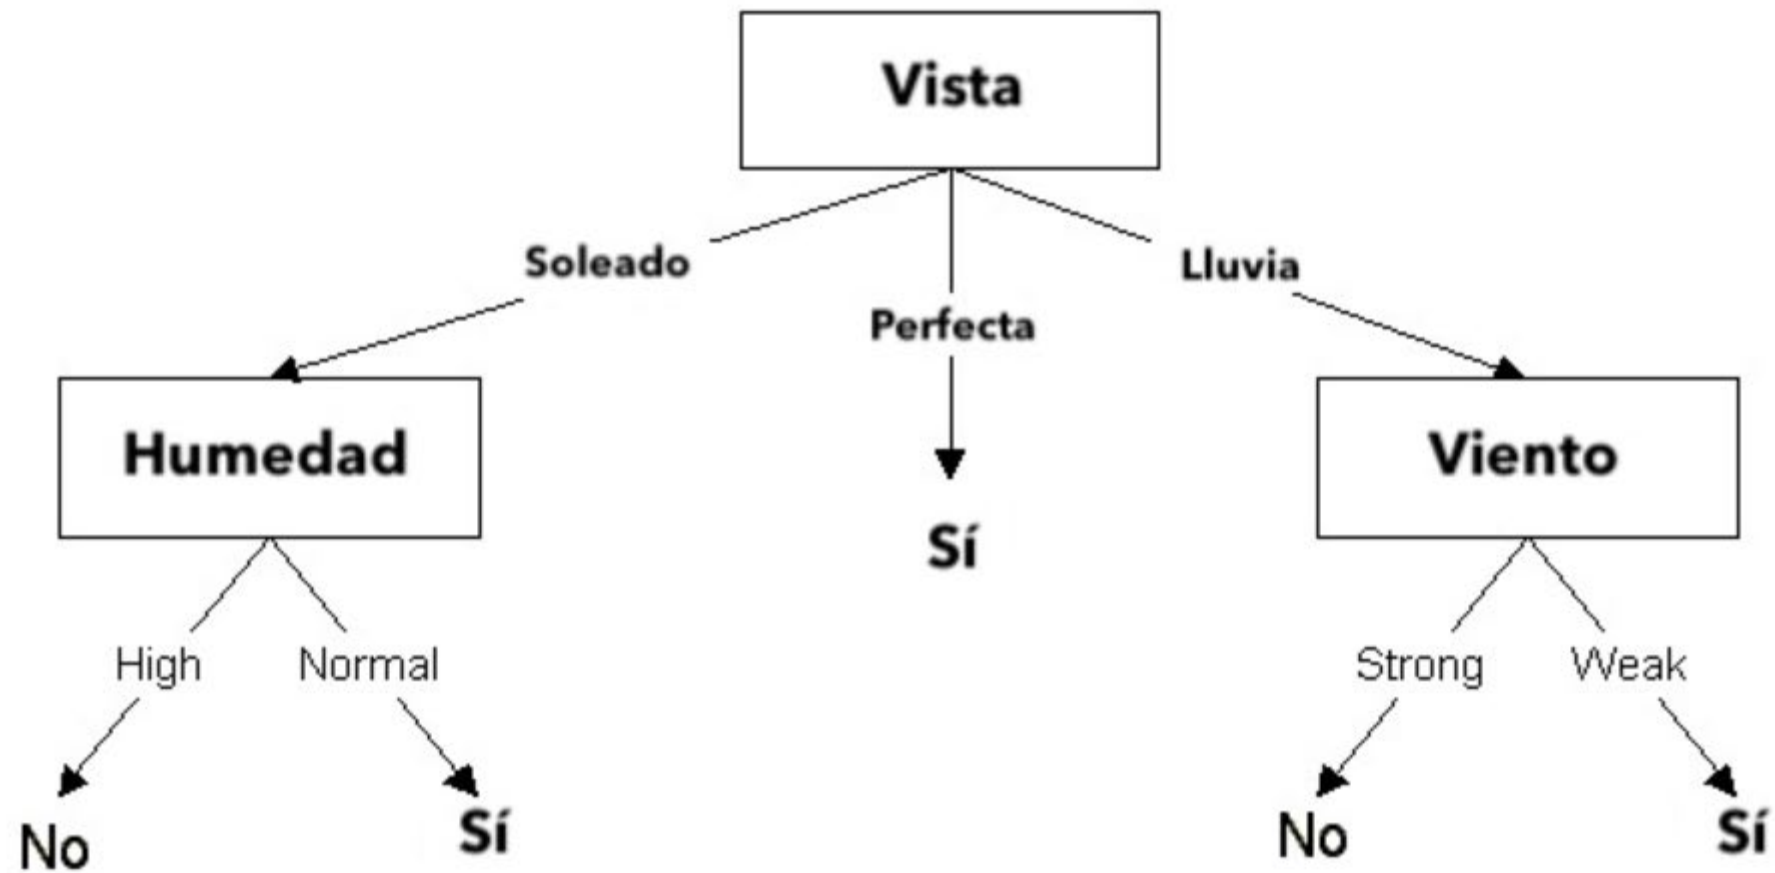 Vista
Soleado
Lluvia
Perfecta
Humedad
Viento
Sí
High
Normal
Strong
Weak
No
Sí
No
Sí